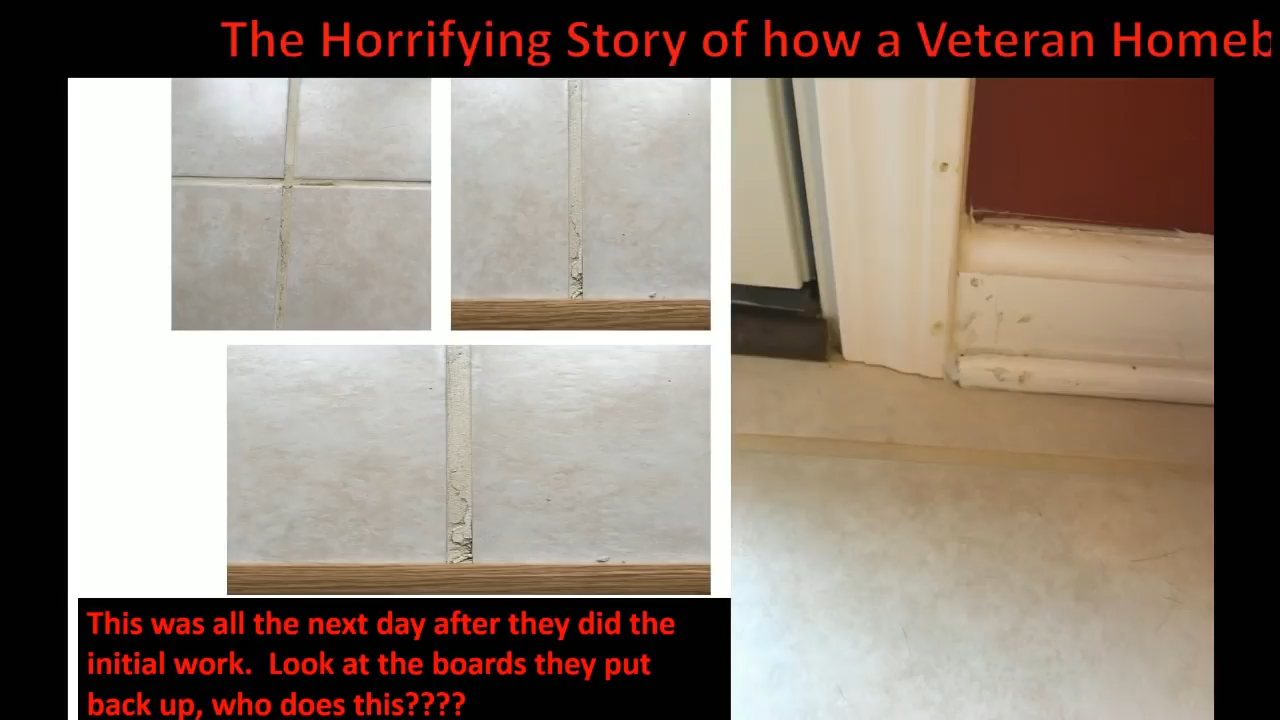 The Horrifying Story of how a Veteran Homeb
This was all the next day after they did the
initial work.  Look at the boards they put
back up, who does this????